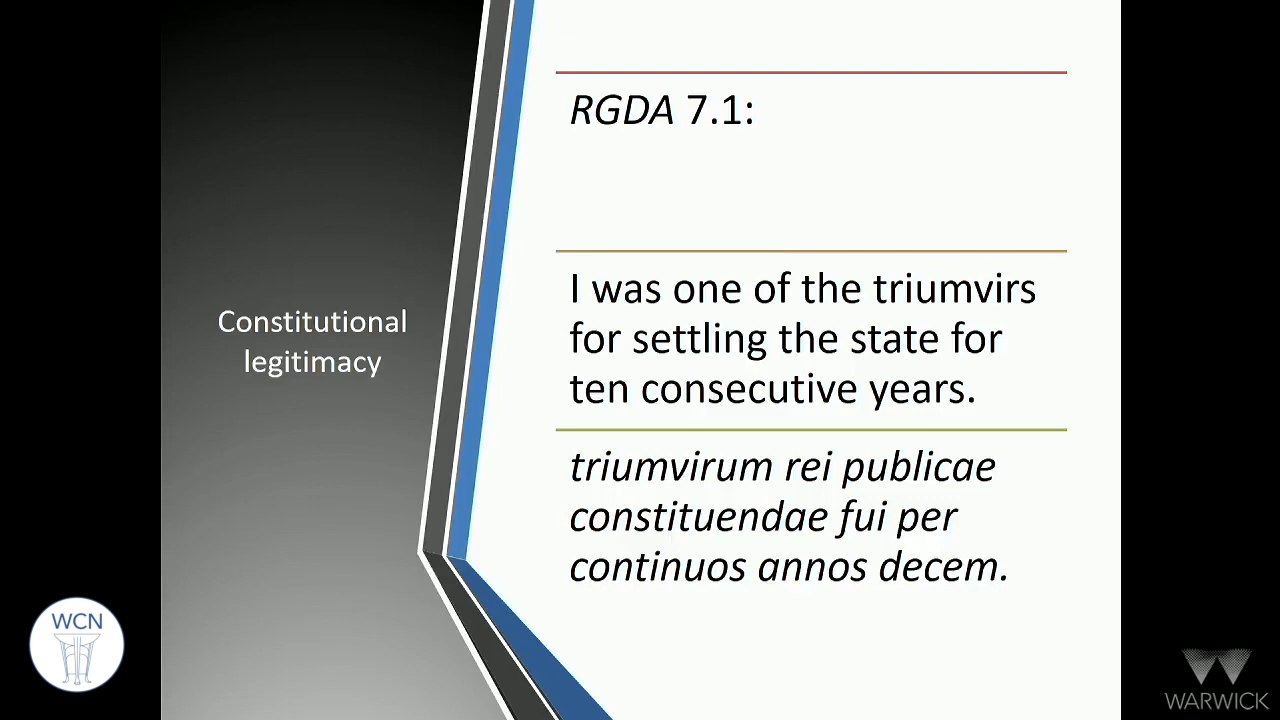 Constitutional
legitimacy
RGDA 7.1:
I was one of the triumvirs
for settling the state for
ten consecutive years.
triumvirum rei publicae
constituendae fui per
continuos annos decem.
WCN
WARWICK